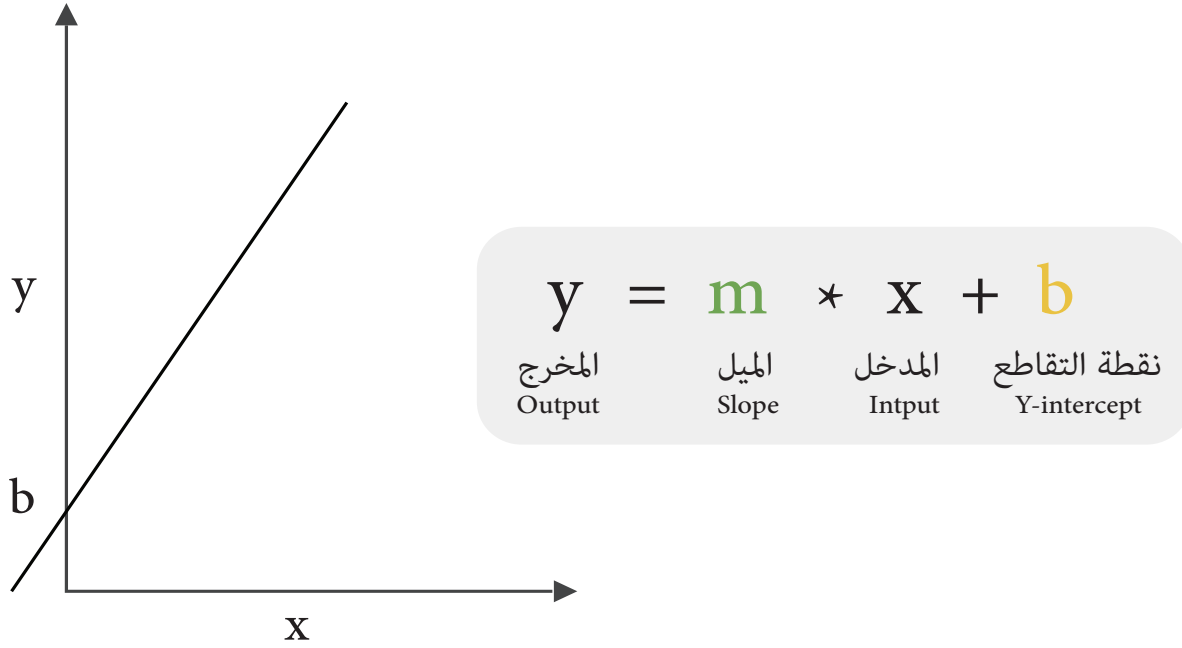 y
b
x
y = m * x + b
المخرج الميل المدخل نقطة التقاطع
Output Slope Intput Y-intercept